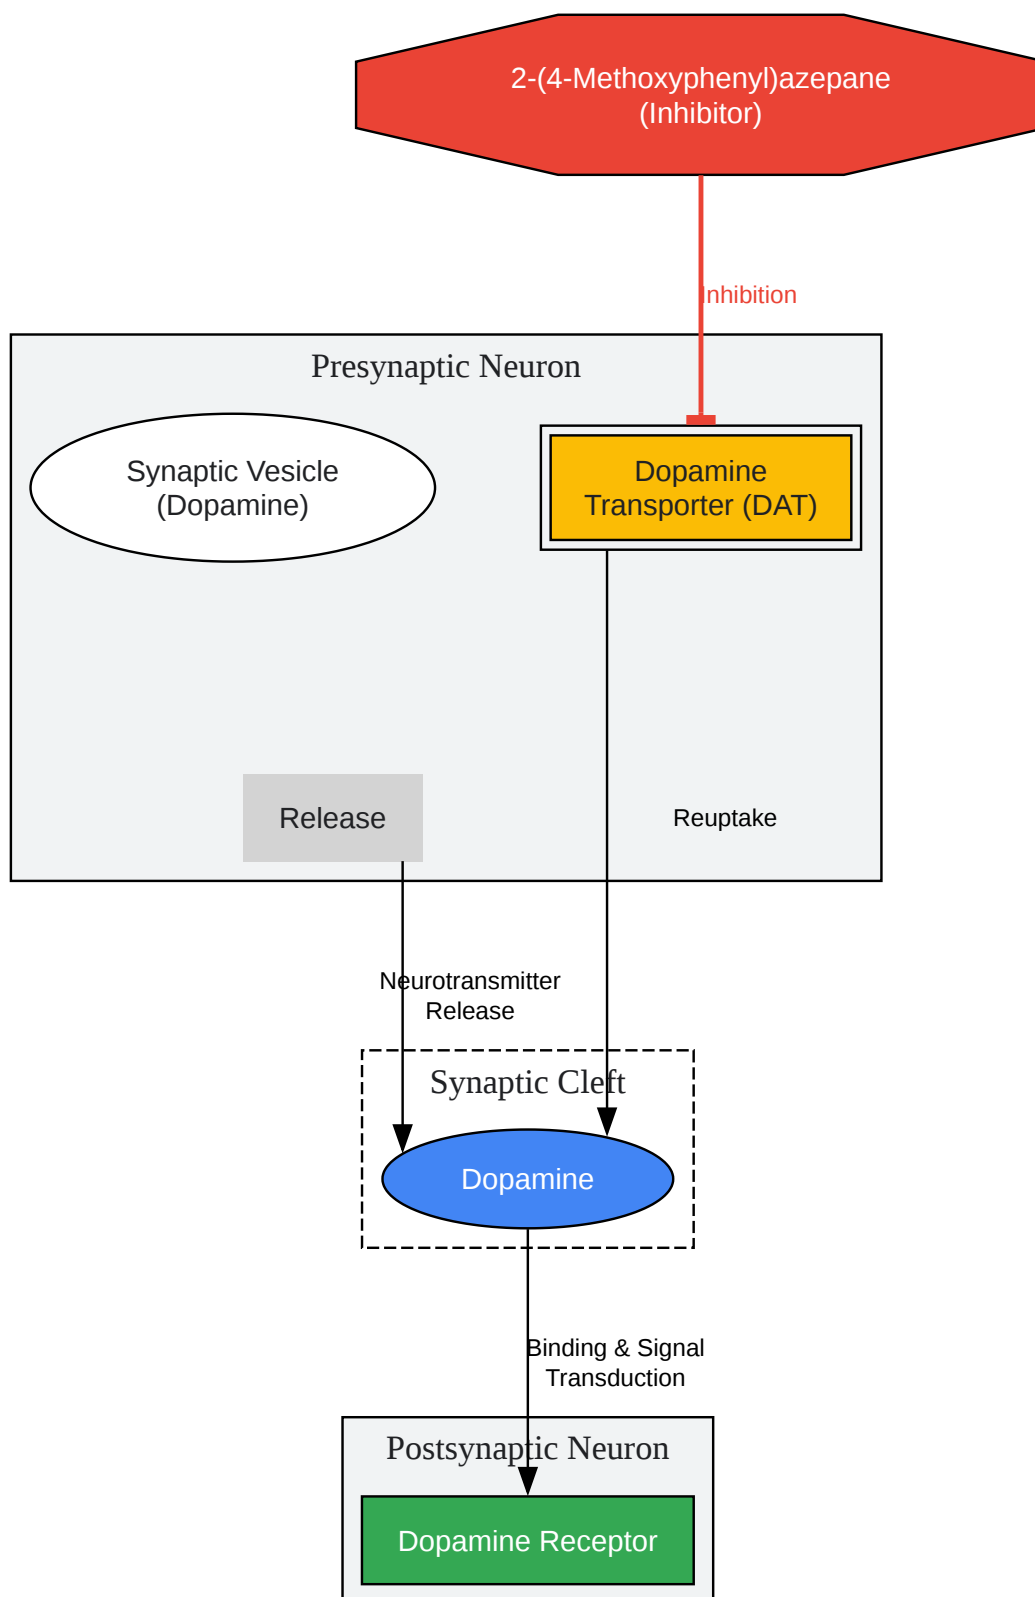 2-(4-Methoxyphenyl)azepane
(Inhibitor)
Inhibition
Presynaptic Neuron
Synaptic Vesicle
(Dopamine)
Dopamine
Transporter (DAT)
Release
Reuptake
Neurotransmitter
Release
Synaptic Cleft
Dopamine
Binding & Signal
Transduction
Postsynaptic Neuron
Dopamine Receptor